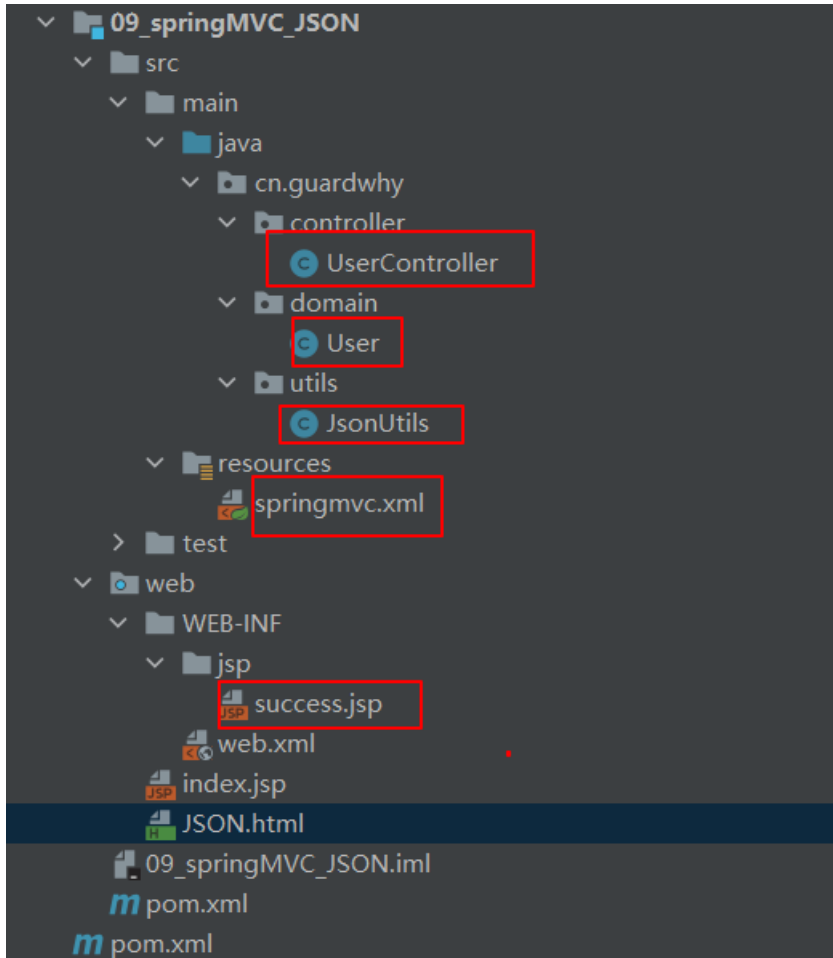 09_springMVC_JSON
src
main
java
cn.guardwhy
controller
UserController
domain
User
utils
JsonUtils
resources
springmvc.xml
test
web
WEB-INF
jsp
success.jsp
web.xml
index.jsp
JSON.html
09_springMVC_JSON.iml
pom.xml
pom.xml